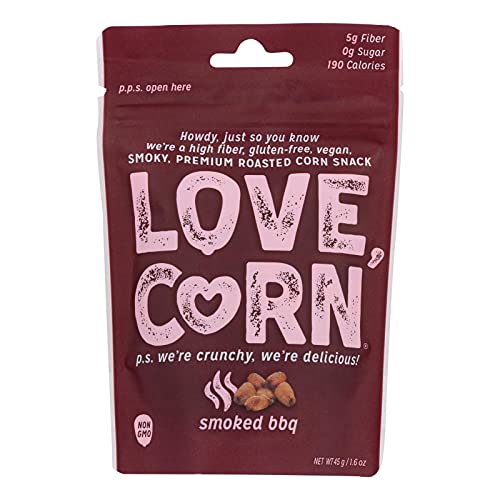 5g Fiber
0g Sugar
190 Calories
p.p.s. open here
Howdy, just so you know
we're a high fiber, gluten-free, vegan,
SMOKY, PREMIUM ROASTED CORN SNACK
LOVE,
CORN®
p.s. we're crunchy, we're delicious!
smoked bbq
NON
GMO
NET WT 45 g / 1.6 oz